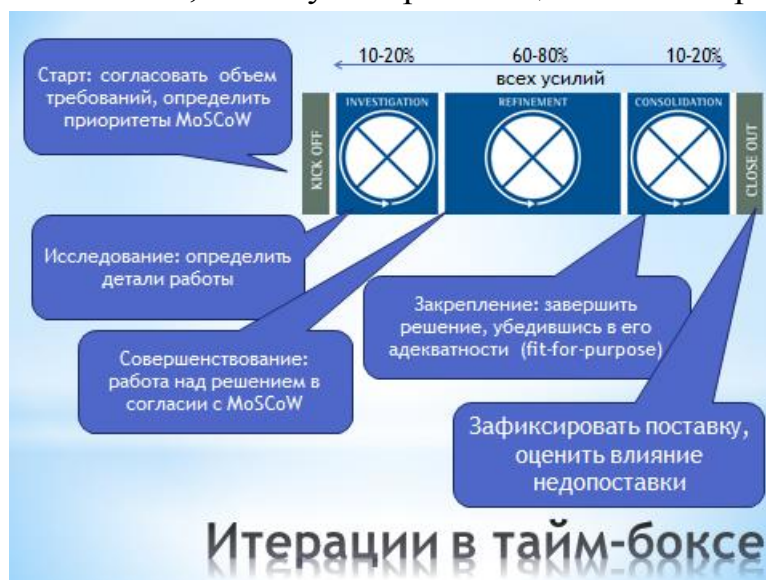 Старт: согласовать объем
требований, определить
приоритеты MoSCoW
10-20%
60-80%
10-20%
всех усилий
KICK OFF
INVESTIGATION
REFINEMENT
CONSOLIDATION
CLOSE OUT
Исследование: определить
детали работы
Совершенствование:
работа над решением в
согласии с MoSCoW
Закрепление: завершить
решение, убедившись в его
адекватности (fit-for-purpose)
Зафиксировать поставку,
оценить влияние
недопоставки
Итерации в тайм-боксе